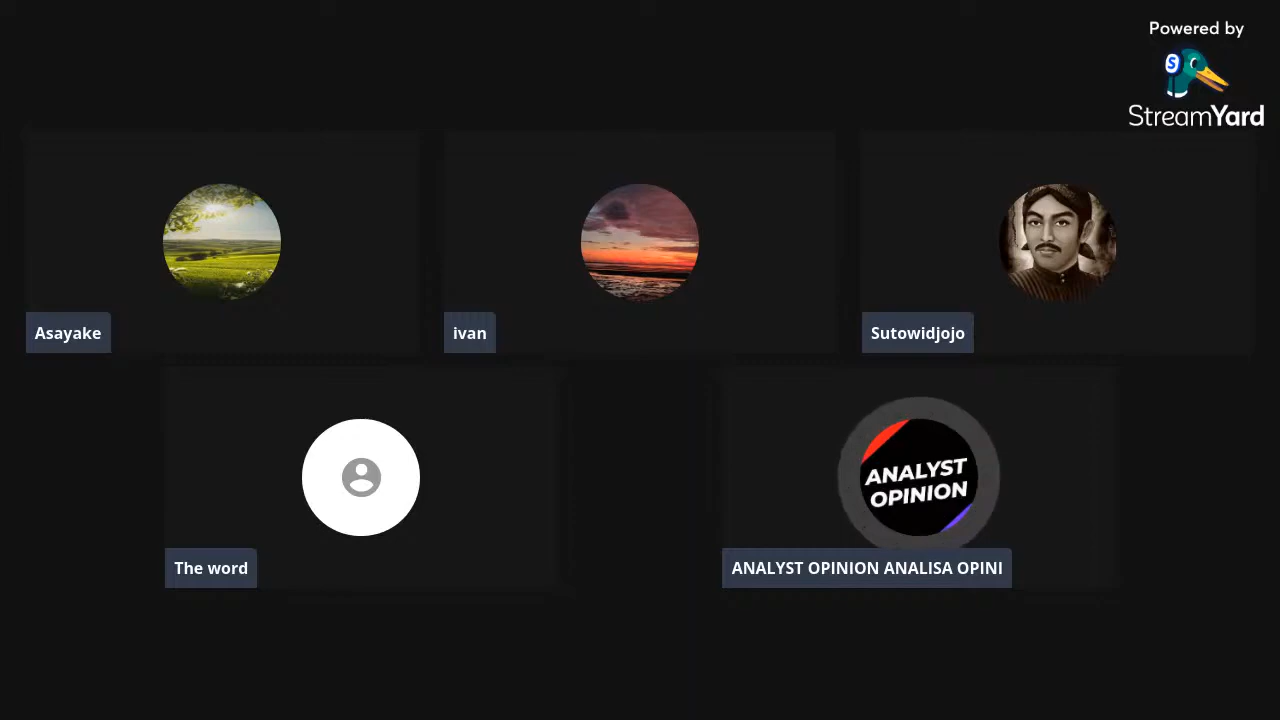 Powered by
S
StreamYard
Asayake
ivan
Sutowidjojo
The word
ANALYST
OPINION
ANALYST OPINION ANALISA OPINI